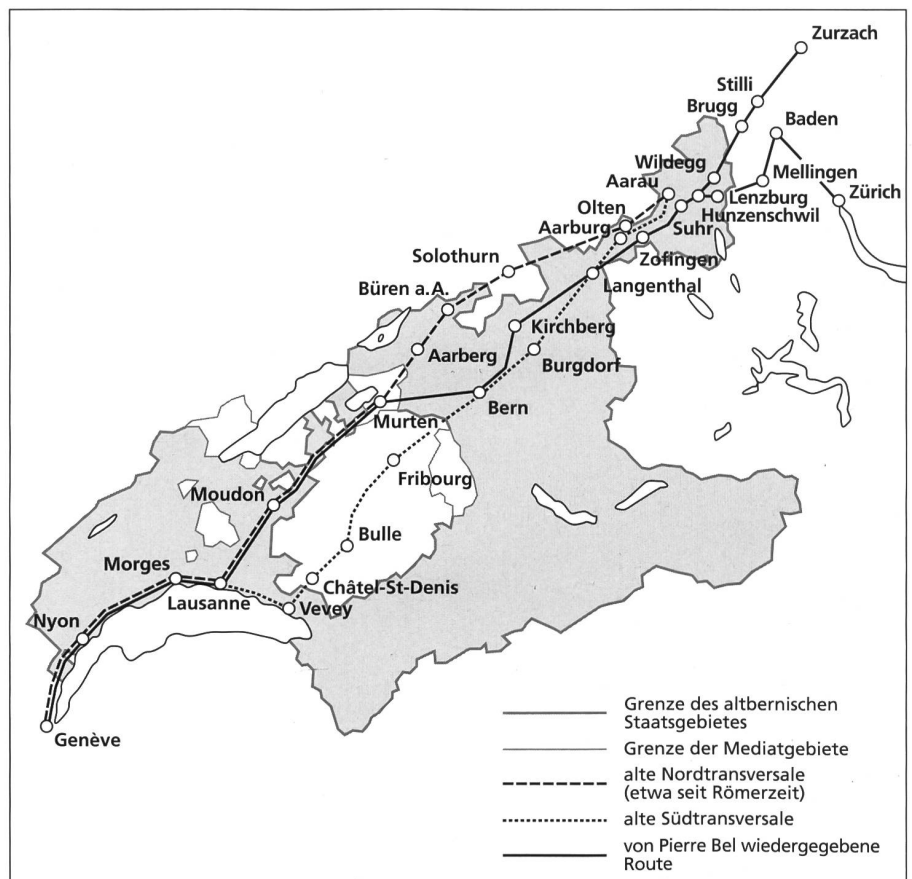 Zurzach
Stilli
Brugg
Baden
Wildegg
Mellingen
Aarau
Lenzburg
Zürich
Olten
Hunzenschwil
Aarburg
Suhr
Solothurn
Zofingen
Langenthal
Büren a.A.
Kirchberg
Aarberg
Burgdorf
Bern
Murten
Fribourg
Moudon
Bulle
Morges
Châtel-St-Denis
Lausanne
Vevey
Nyon
Genève
Grenze des altbernischen
Staatsgebietes
Grenze der Mediatgebiete
alte Nordtransversale
(etwa seit Römerzeit)
alte Südtransversale
von Pierre Bel wiedergegebene
Route